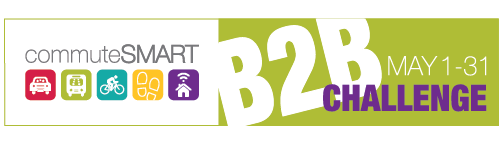 commuteSMART
B2B
MAY 1-31
CHALLENGE